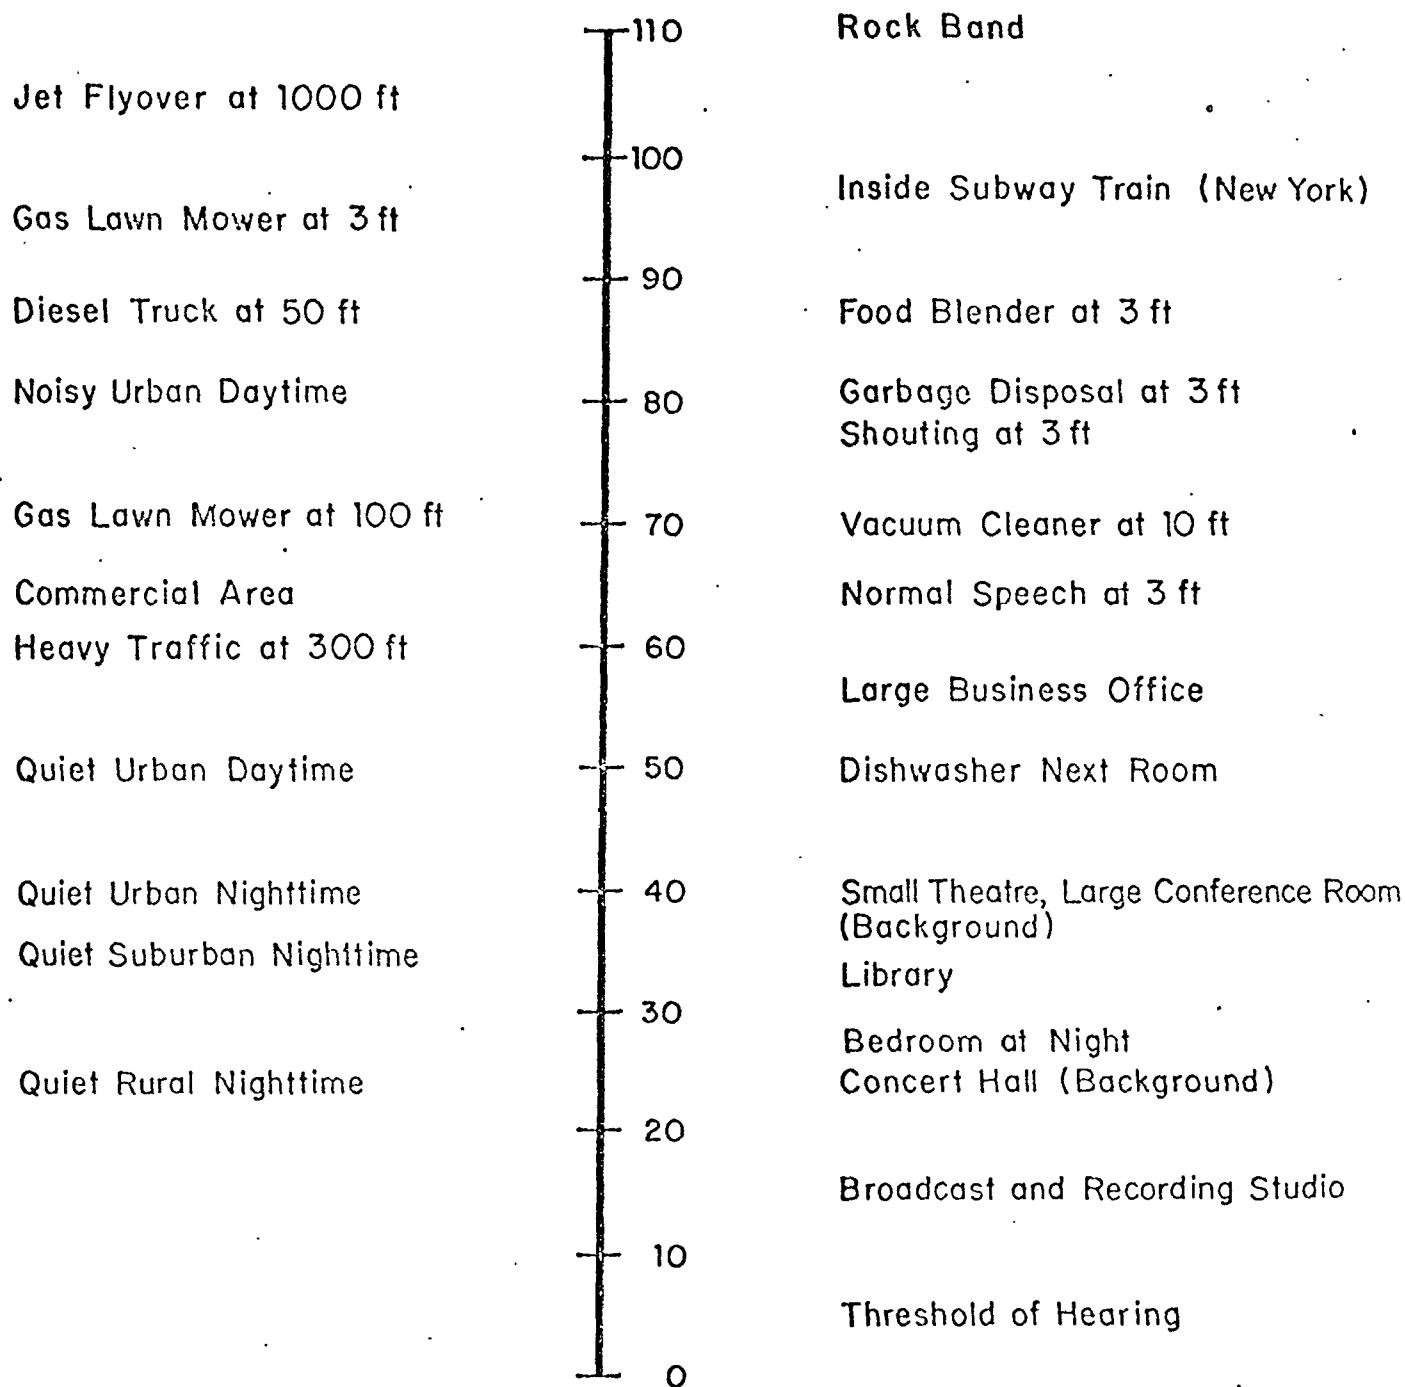 110 Rock Band
Jet Flyover at 1000 ft
100
Inside Subway Train (New York)
Gas Lawn Mower at 3 ft
90
Diesel Truck at 50 ft Food Blender at 3 ft
Noisy Urban Daytime 80 Garbage Disposal at 3 ft
Shouting at 3 ft
Gas Lawn Mower at 100 ft 70 Vacuum Cleaner at 10 ft
Commercial Area Normal Speech at 3 ft
Heavy Traffic at 300 ft 60
Large Business Office
Quiet Urban Daytime 50 Dishwasher Next Room
Quiet Urban Nighttime 40 Small Theatre, Large Conference Room
(Background)
Quiet Suburban Nighttime
Library
30
Bedroom at Night
Quiet Rural Nighttime Concert Hall (Background)
20
Broadcast and Recording Studio
10
Threshold of Hearing
0